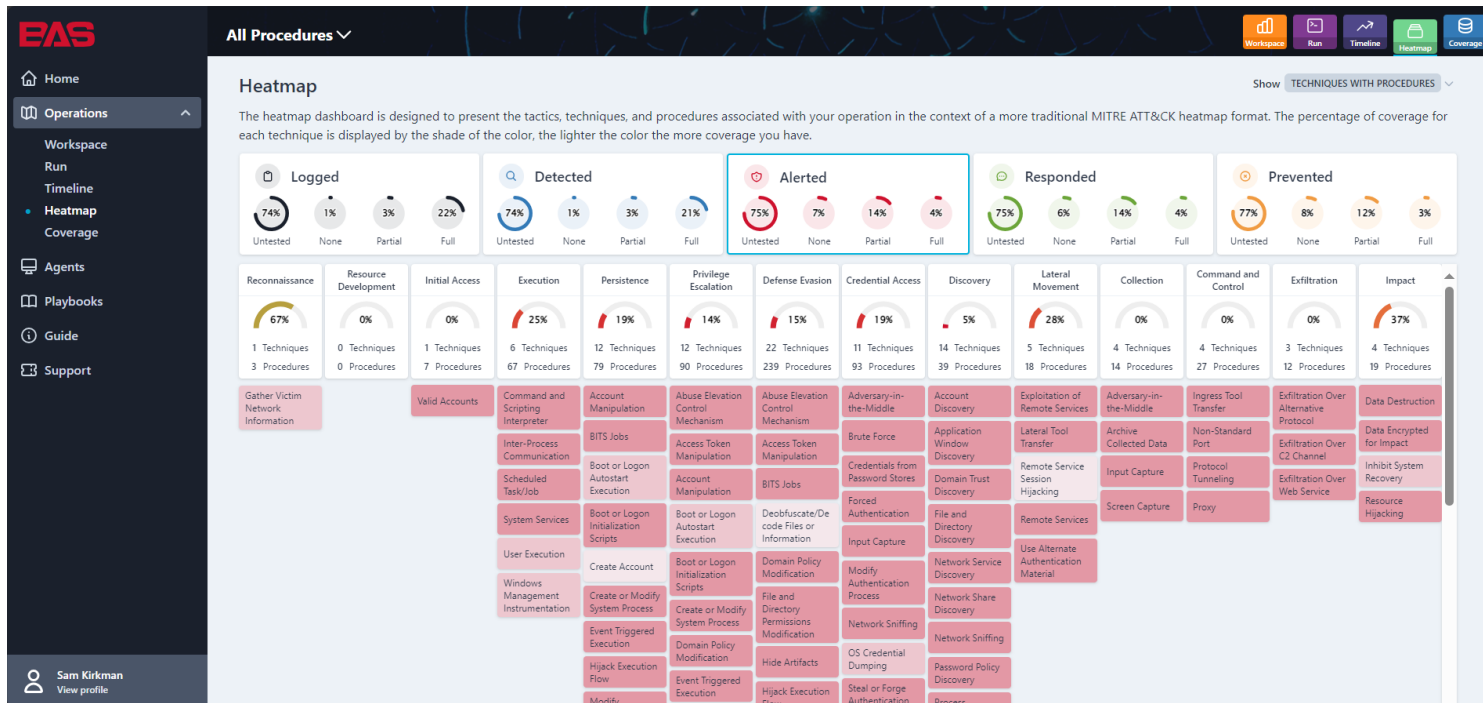 EAS
All Procedures
Workspace
Run
Timeline
Heatmap
Coverage
Home
Operations
Workspace
Run
Timeline
Heatmap
Coverage
Agents
Playbooks
Guide
Support
Sam Kirkman
View profile
Heatmap
Show TECHNIQUES WITH PROCEDURES
The heatmap dashboard is designed to present the tactics, techniques, and procedures associated with your operation in the context of a more traditional MITRE ATT&CK heatmap format. The percentage of coverage for
each technique is displayed by the shade of the color, the lighter the color the more coverage you have.
Logged
74% 1% 3% 22%
Untested None Partial Full
Detected
74% 1% 3% 21%
Untested None Partial Full
Alerted
75% 7% 14% 4%
Untested None Partial Full
Responded
75% 6% 14% 4%
Untested None Partial Full
Prevented
77% 8% 12% 3%
Untested None Partial Full
Reconnaissance
67%
1 Techniques
3 Procedures
Gather Victim
Network
Information
Resource
Development
0%
0 Techniques
0 Procedures
Initial Access
0%
1 Techniques
7 Procedures
Valid Accounts
Execution
25%
6 Techniques
67 Procedures
Command and
Scripting
Interpreter
Inter-Process
Communication
Scheduled
Task/Job
System Services
User Execution
Windows
Management
Instrumentation
Persistence
19%
12 Techniques
79 Procedures
Account
Manipulation
BITS Jobs
Boot or Logon
Autostart
Execution
Boot or Logon
Initialization
Scripts
Create Account
Create or Modify
System Process
Event Triggered
Execution
Hijack Execution
Flow
Modify
Privilege
Escalation
14%
12 Techniques
90 Procedures
Abuse Elevation
Control
Mechanism
Access Token
Manipulation
Account
Manipulation
Boot or Logon
Autostart
Execution
Boot or Logon
Initialization
Scripts
Create or Modify
System Process
Domain Policy
Modification
Event Triggered
Execution
Defense Evasion
15%
22 Techniques
239 Procedures
Abuse Elevation
Control
Mechanism
Access Token
Manipulation
BITS Jobs
Deobfuscate/De
code Files or
Information
Domain Policy
Modification
File and
Directory
Permissions
Modification
Hide Artifacts
Hijack Execution
Flow
Credential Access
19%
11 Techniques
93 Procedures
Adversary-in-
the-Middle
Brute Force
Credentials from
Password Stores
Forced
Authentication
Input Capture
Modify
Authentication
Process
Network Sniffing
OS Credential
Dumping
Steal or Forge
Authentication
Discovery
5%
14 Techniques
39 Procedures
Account
Discovery
Application
Window
Discovery
Domain Trust
Discovery
File and
Directory
Discovery
Network Service
Discovery
Network Share
Discovery
Network Sniffing
Password Policy
Discovery
Process
Lateral
Movement
28%
5 Techniques
18 Procedures
Exploitation of
Remote Services
Lateral Tool
Transfer
Remote Service
Session
Hijacking
Remote Services
Use Alternate
Authentication
Material
Collection
0%
4 Techniques
14 Procedures
Adversary-in-
the-Middle
Archive
Collected Data
Input Capture
Screen Capture
Command and
Control
0%
4 Techniques
27 Procedures
Ingress Tool
Transfer
Non-Standard
Port
Protocol
Tunneling
Proxy
Exfiltration
0%
3 Techniques
12 Procedures
Exfiltration Over
Alternative
Protocol
Exfiltration Over
C2 Channel
Exfiltration Over
Web Service
Impact
37%
4 Techniques
19 Procedures
Data Destruction
Data Encrypted
for Impact
Inhibit System
Recovery
Resource
Hijacking